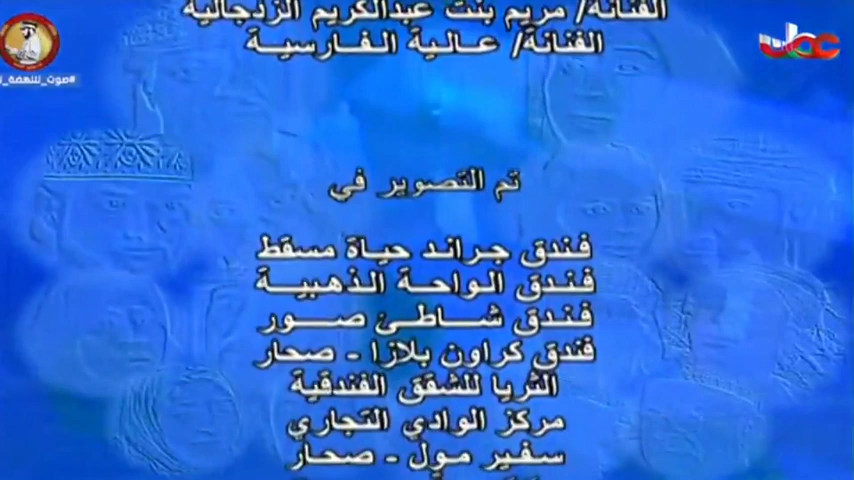 الفنانة/ مريم بنت عبدالكريم الزدجالية
الفنانة/ عالية الفارسية
#صوت_للنهضة
تم التصوير في
فندق جراند حياة مسقط
فندق الواحة الذهبية
فندق شاطئ صور
فندق كراون بلازا - صحار
الثريا للشقق الفندقية
مركز الوادي التجاري
سفير مول - صحار